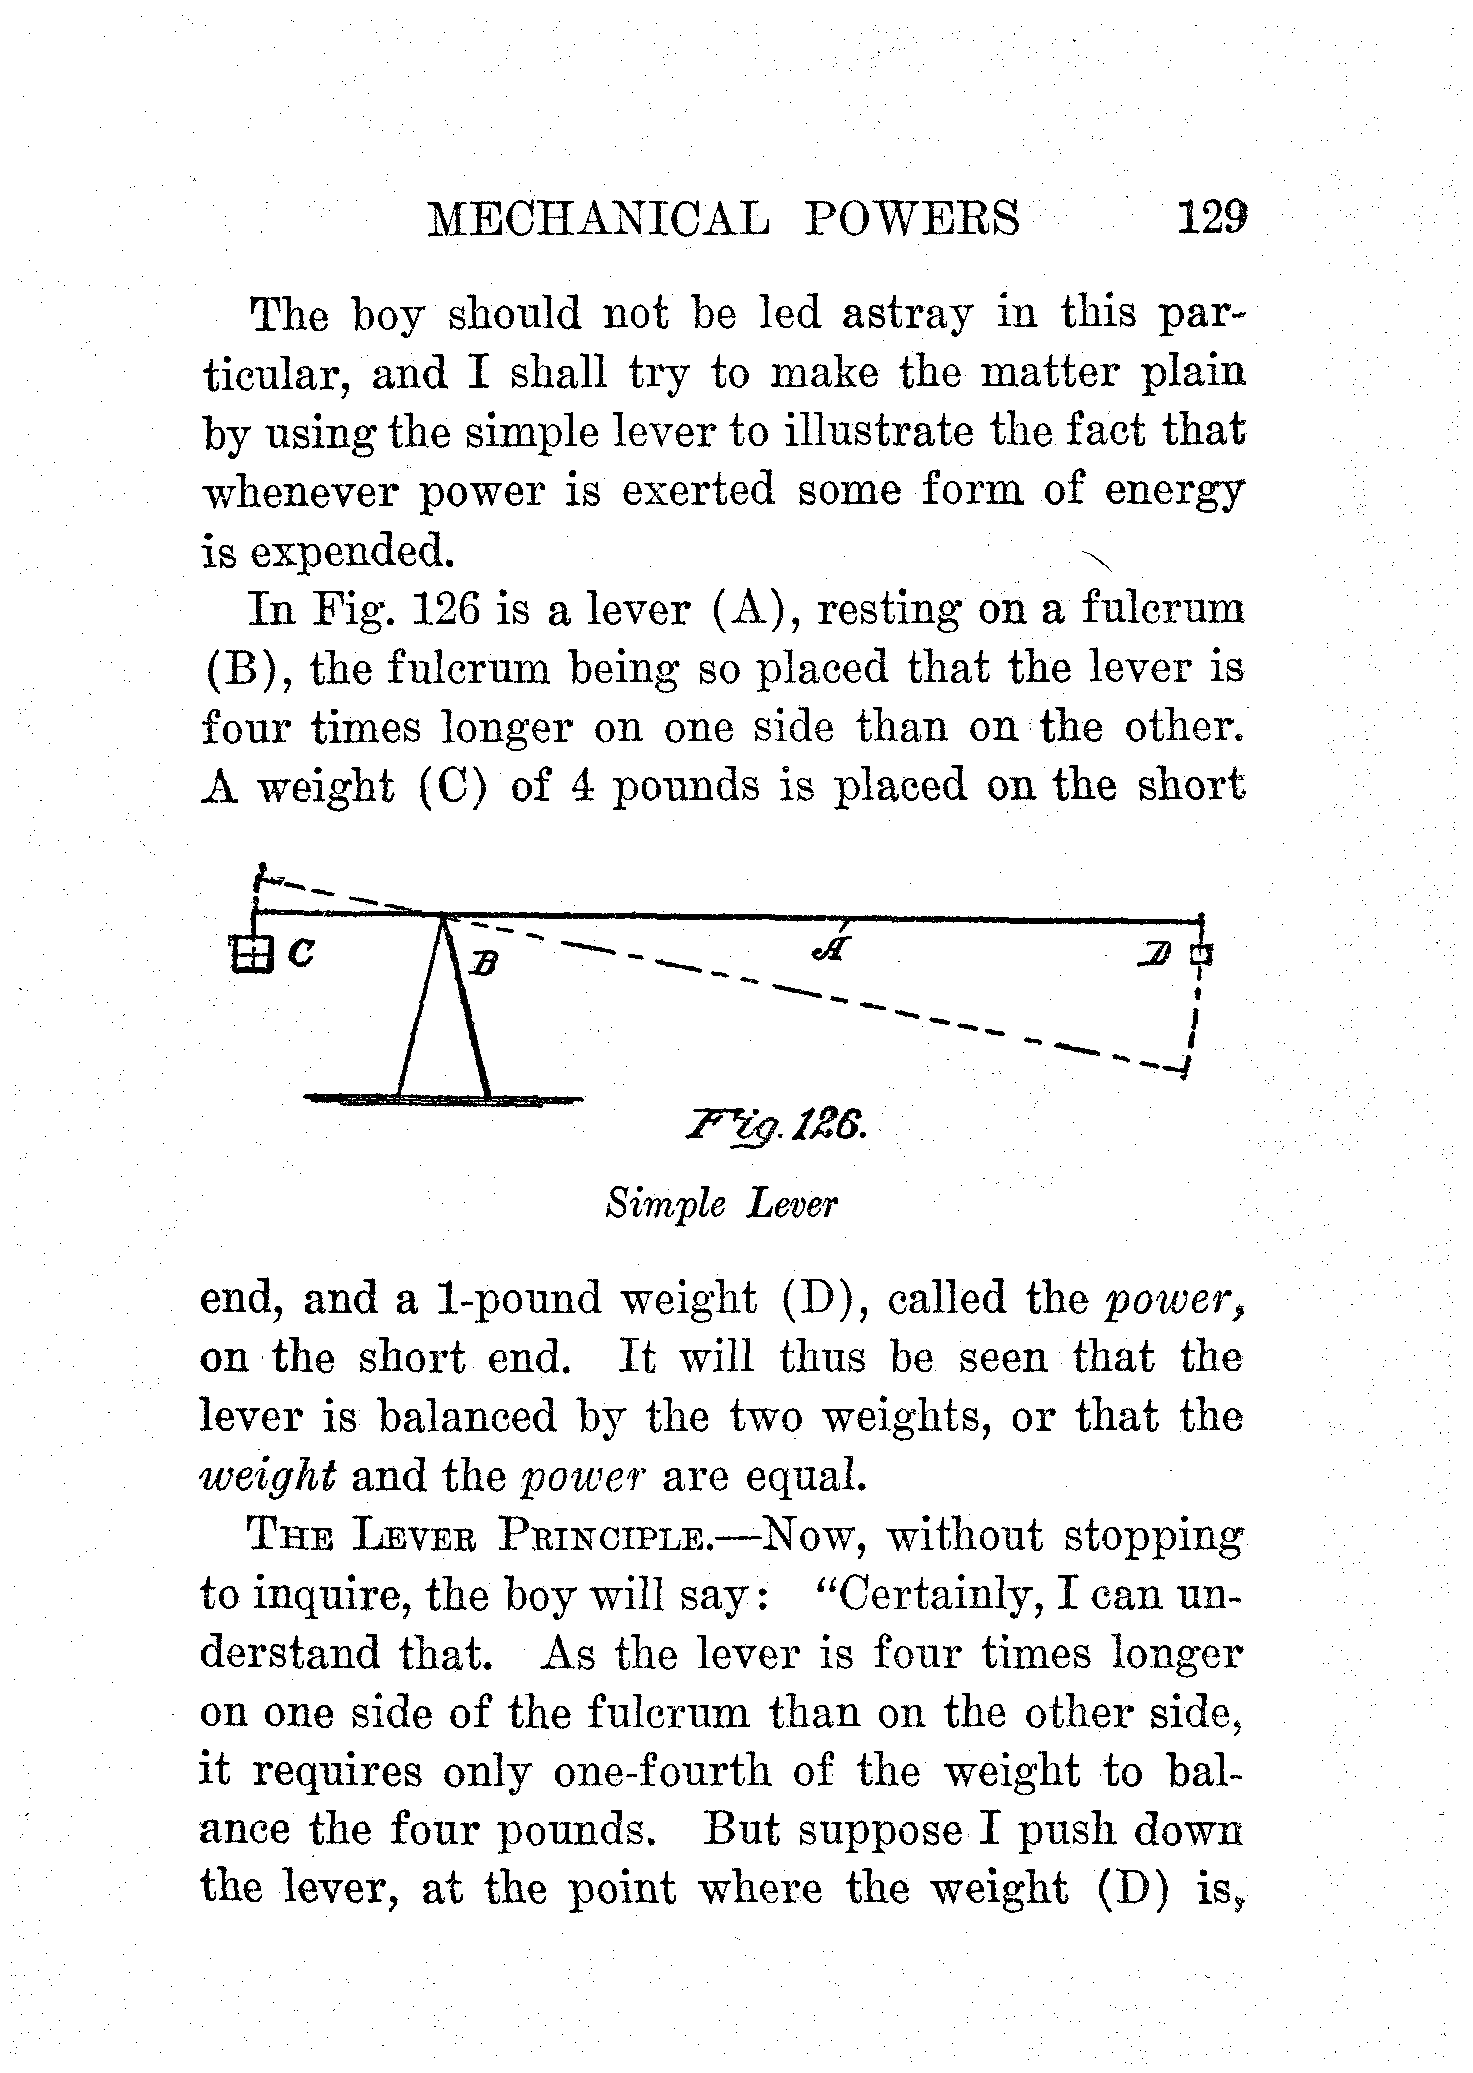 MECHANICAL POWERS 129
The boy should not be led astray in this par-
ticular, and I shall try to make the matter plain
by using the simple lever to illustrate the fact that
whenever power is exerted some form of energy
is expended.
In Fig. 126 is a lever (A), resting on a fulcrum
(B), the fulcrum being so placed that the lever is
four times longer on one side than on the other.
A weight (C) of 4 pounds is placed on the short
C
B
A
D
Fig. 126.
Simple Lever
end, and a 1-pound weight (D), called the power,
on the short end. It will thus be seen that the
lever is balanced by the two weights, or that the
weight and the power are equal.
THE LEVER PRINCIPLE.—Now, without stopping
to inquire, the boy will say: "Certainly, I can un-
derstand that. As the lever is four times longer
on one side of the fulcrum than on the other side,
it requires only one-fourth of the weight to bal-
ance the four pounds. But suppose I push down
the lever, at the point where the weight (D) is,